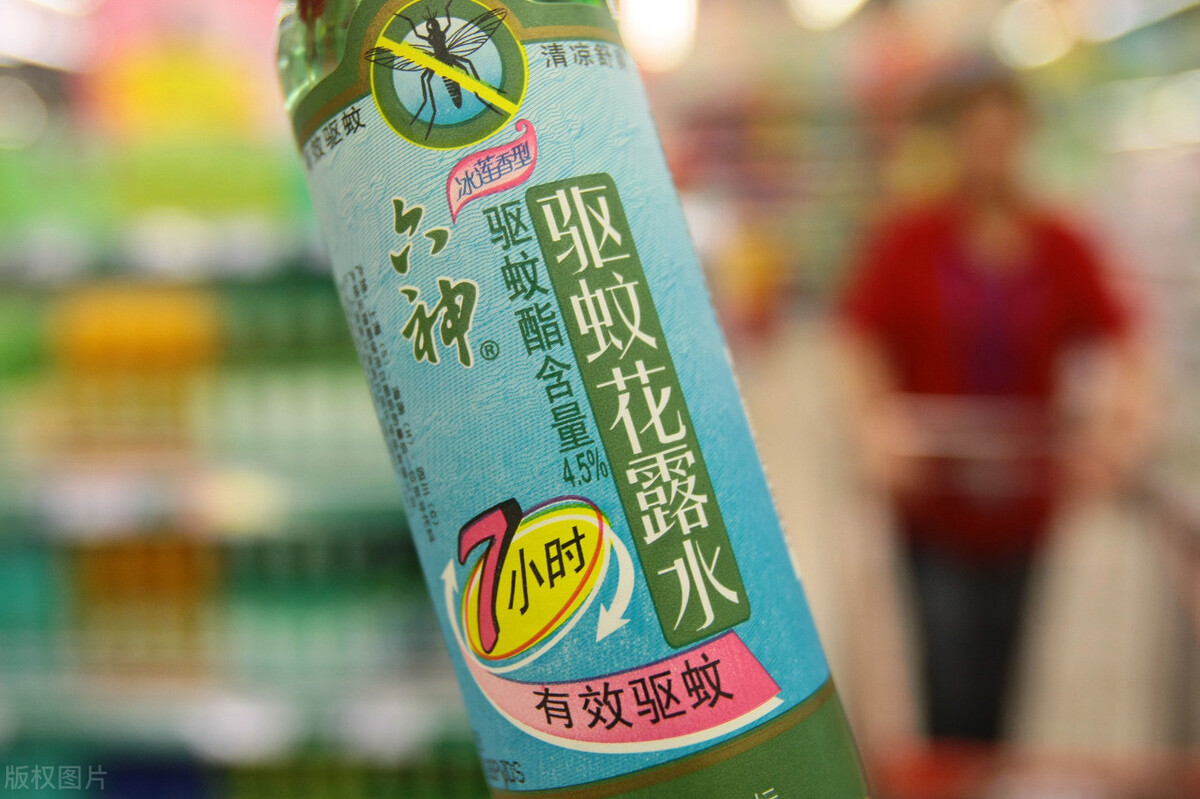 清凉舒
效驱蚊
冰莲香型
六神®
驱蚊酯含量4.5%
驱蚊花露水
7小时
有效驱蚊
版权图片